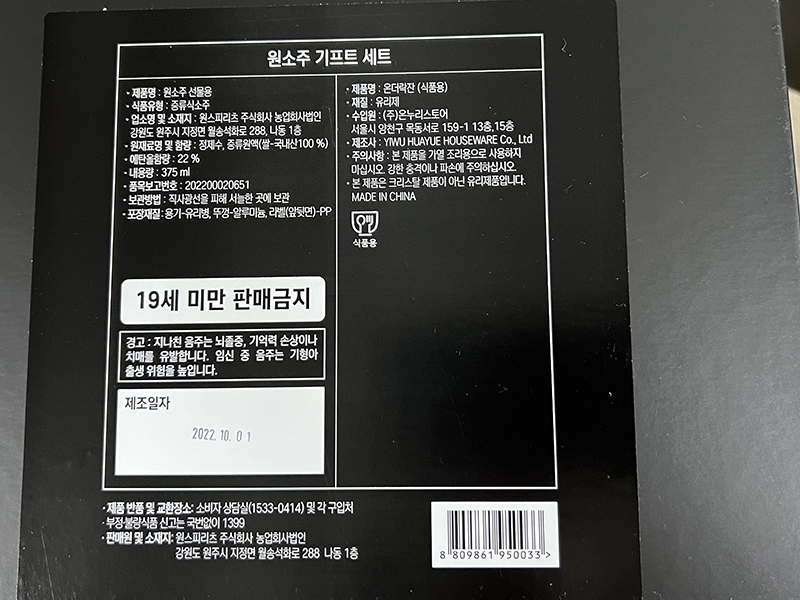 원소주 기프트 세트
· 제품명 : 원소주 선물용
· 식품유형 : 증류식소주
· 업소명 및 소재지 : 원스피리츠 주식회사 농업회사법인
강원도 원주시 지정면 월송석화로 288, 나동 1층
· 원재료명 및 함량 : 정제수, 증류원액(쌀-국내산100 %)
· 에탄올함량 : 22 %
· 내용량 : 375 ml
· 품목보고번호 : 202200020651
· 보관방법 : 직사광선을 피해 서늘한 곳에 보관
· 포장재질 : 용기-유리병, 뚜껑-알루미늄, 라벨(앞뒷면)-PP
19세 미만 판매금지
경고 : 지나친 음주는 뇌졸중, 기억력 손상이나
치매를 유발합니다. 임신 중 음주는 기형아
출생 위험을 높입니다.
제조일자
2022. 10. 01
· 제품명 : 온더락잔 (식품용)
· 재질 : 유리제
· 수입원 : (주)온누리스토어
서울시 양천구 목동서로 159-1 13층,15층
· 제조사 : YIWU HUAYUE HOUSEWARE Co., Ltd
· 주의사항 : 본 제품을 가열 조리용으로 사용하지
마십시오. 강한 충격이나 파손에 주의하십시오.
· 본 제품은 크리스탈 제품이 아닌 유리제품입니다.
MADE IN CHINA
식품용
· 제품 반품 및 교환장소: 소비자 상담실(1533-0414) 및 각 구입처
· 부정·불량식품 신고는 국번없이 1399
· 판매원 및 소재지: 원스피리츠 주식회사 농업회사법인
강원도 원주시 지정면 월송석화로 288 나동 1층
8 809861 950033 >